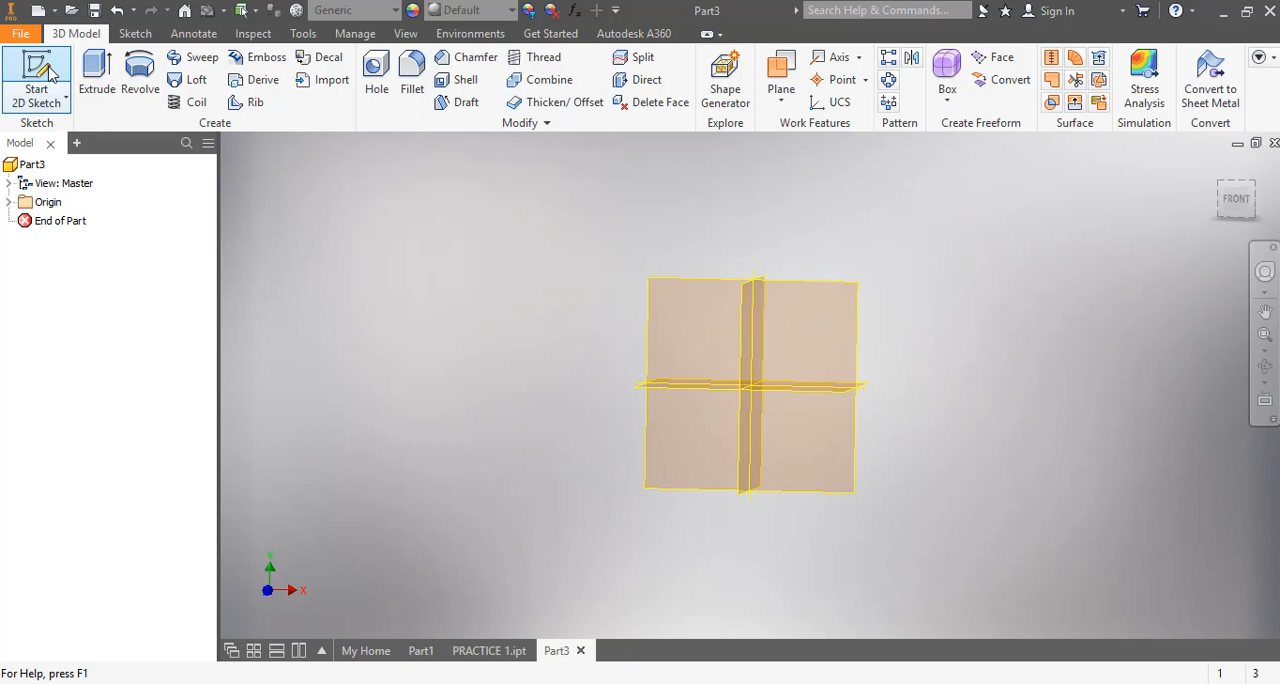 PRO
Generic
Default
Part3
Search Help & Commands...
Sign In
File
3D Model
Sketch
Annotate
Inspect
Tools
Manage
View
Environments
Get Started
Autodesk A360
Start
2D Sketch
Sketch
Extrude
Revolve
Sweep
Loft
Coil
Emboss
Derive
Rib
Decal
Import
Create
Hole
Fillet
Chamfer
Shell
Draft
Thread
Combine
Thicken/ Offset
Split
Direct
Delete Face
Modify
Shape
Generator
Explore
Plane
Axis
Point
UCS
Work Features
Pattern
Box
Face
Convert
Create Freeform
Surface
Stress
Analysis
Simulation
Convert to
Sheet Metal
Convert
Model
Part3
View: Master
Origin
End of Part
FRONT
Y
X
My Home
Part1
PRACTICE 1.ipt
Part3
For Help, press F1
1
3